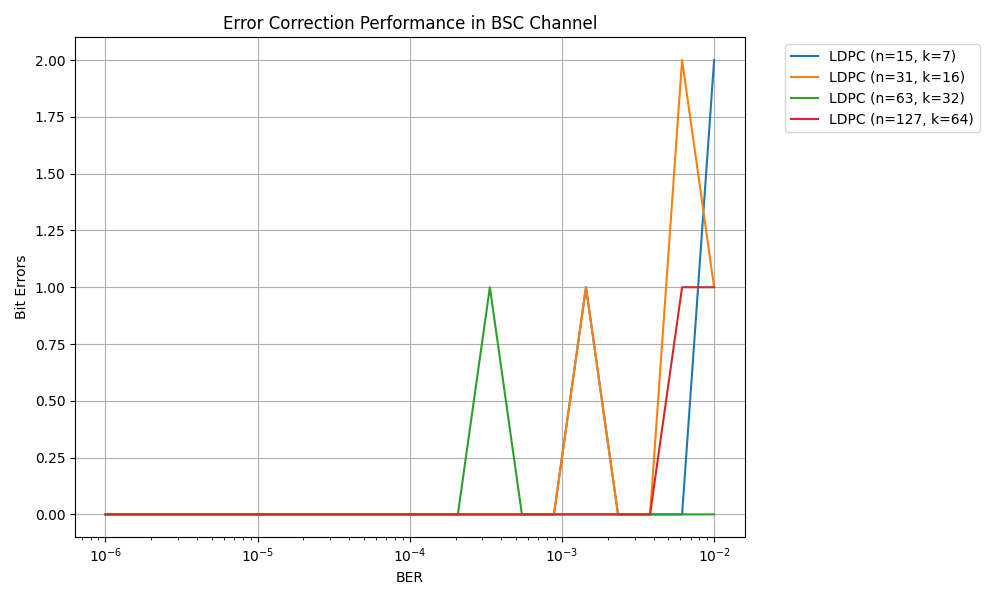 Error Correction Performance in BSC Channel
LDPC (n=15, k=7)
LDPC (n=31, k=16)
LDPC (n=63, k=32)
LDPC (n=127, k=64)
Bit Errors
2.00
1.75
1.50
1.25
1.00
0.75
0.50
0.25
0.00
10⁻⁶ 10⁻⁵ 10⁻⁴ 10⁻³ 10⁻²
BER